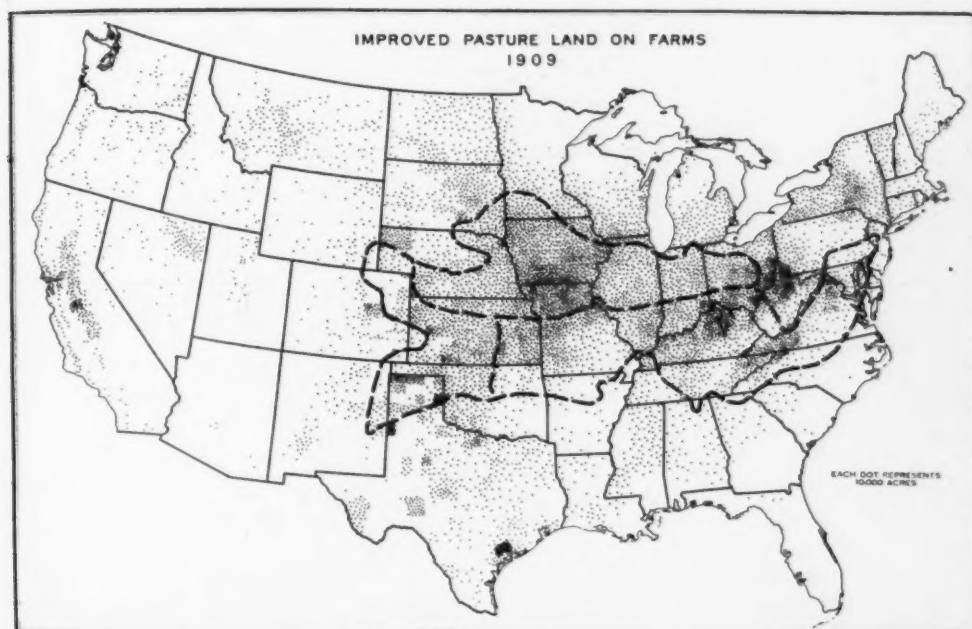 IMPROVED PASTURE LAND ON FARMS
1909
EACH DOT REPRESENTS
10,000 ACRES